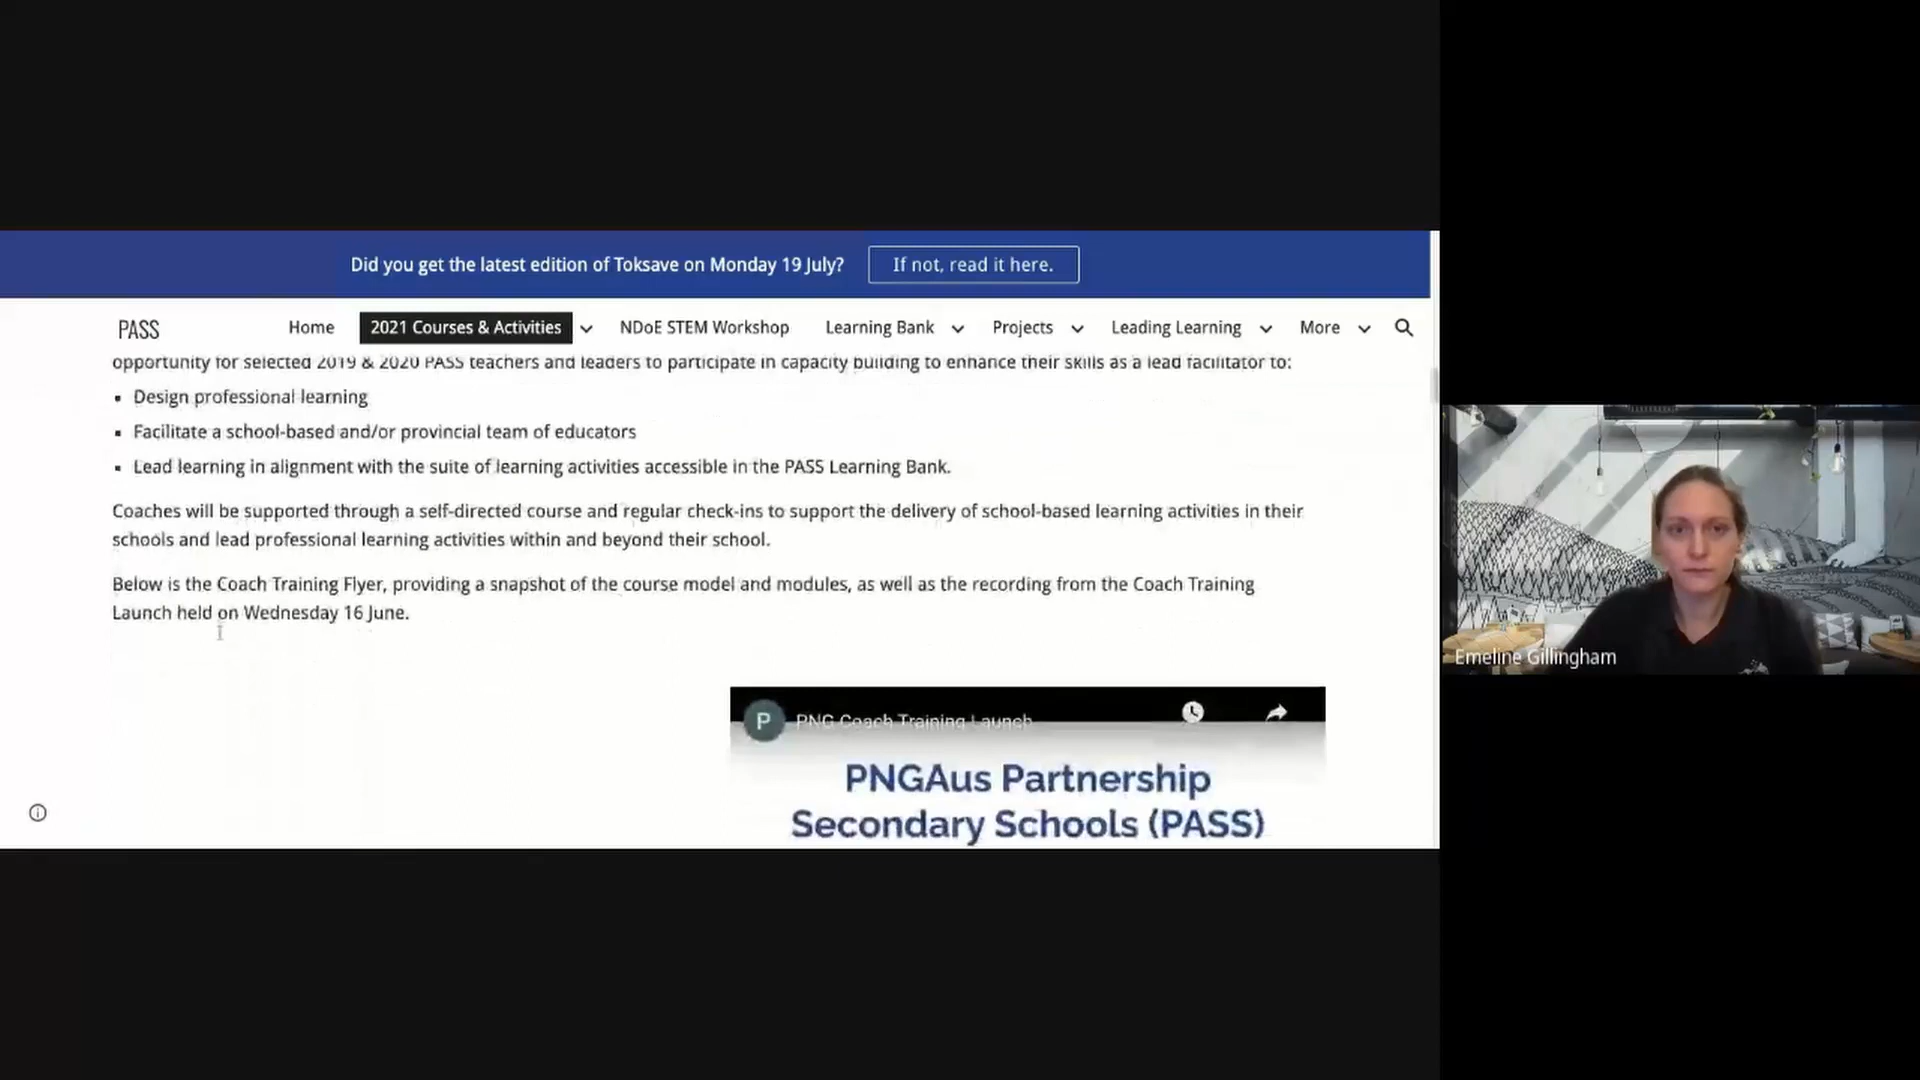 Did you get the latest edition of Toksave on Monday 19 July? If not, read it here.
PASS Home 2021 Courses & Activities NDoE STEM Workshop Learning Bank Projects Leading Learning More
opportunity for selected 2019 & 2020 PASS teachers and leaders to participate in capacity building to enhance their skills as a lead facilitator to:
▪ Design professional learning
▪ Facilitate a school-based and/or provincial team of educators
▪ Lead learning in alignment with the suite of learning activities accessible in the PASS Learning Bank.
Coaches will be supported through a self-directed course and regular check-ins to support the delivery of school-based learning activities in their
schools and lead professional learning activities within and beyond their school.
Below is the Coach Training Flyer, providing a snapshot of the course model and modules, as well as the recording from the Coach Training
Launch held on Wednesday 16 June.
Emeline Gillingham
P PNG Coach Training Launch
PNGAus Partnership
Secondary Schools (PASS)